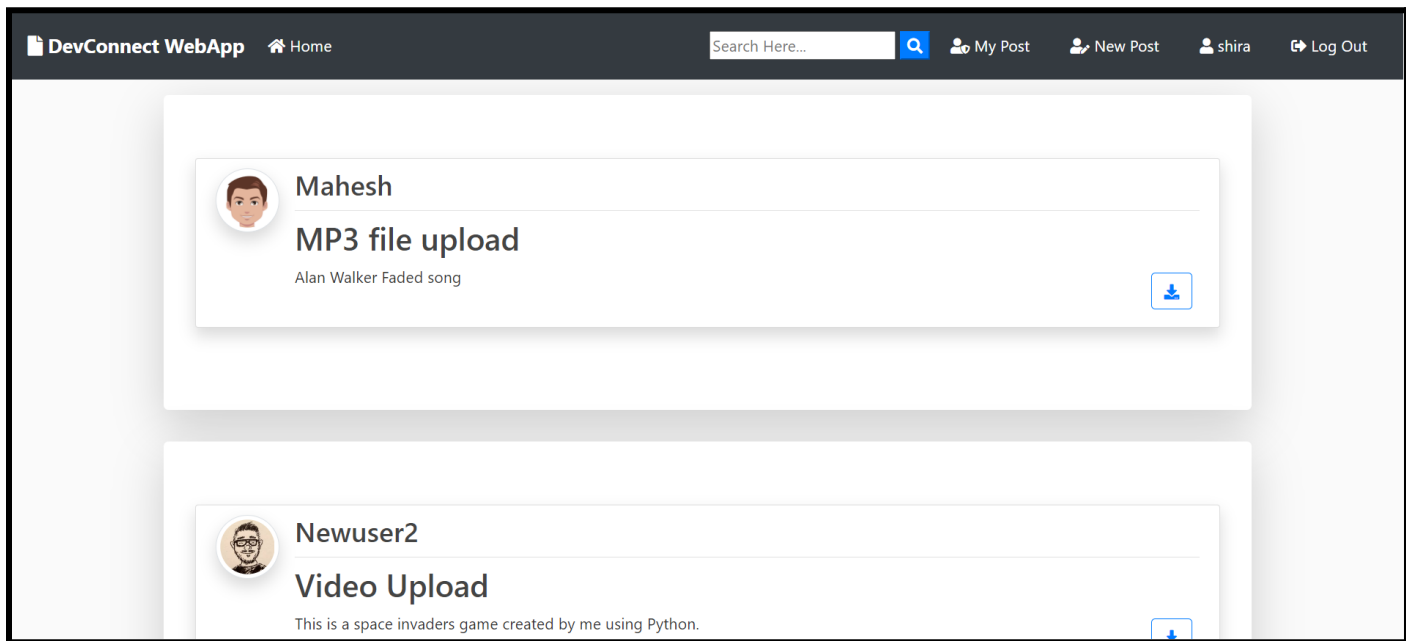 DevConnect WebApp Home Search Here... My Post New Post shira Log Out
Mahesh
MP3 file upload
Alan Walker Faded song
Newuser2
Video Upload
This is a space invaders game created by me using Python.